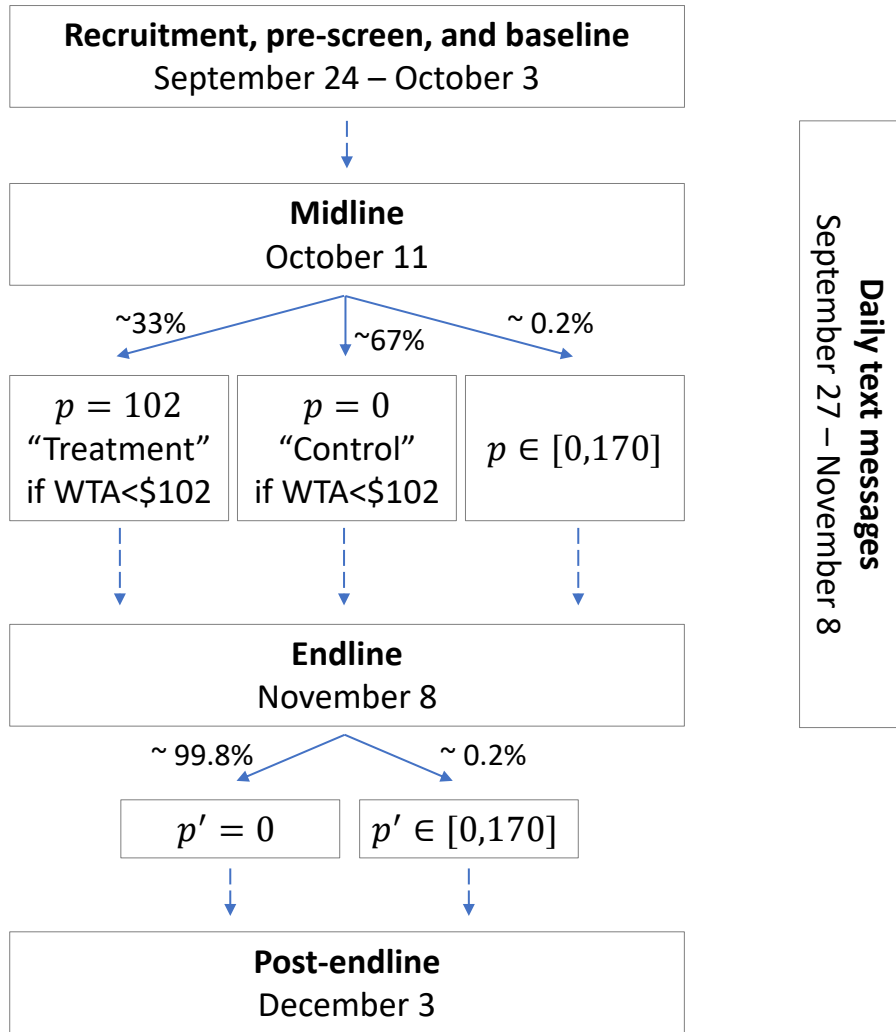 Recruitment, pre-screen, and baseline
September 24 – October 3
Midline
October 11
~33%
~67%
~ 0.2%
p = 102
“Treatment”
if WTA<$102
p = 0
“Control”
if WTA<$102
p ∈ [0,170]
Endline
November 8
~ 99.8%
~ 0.2%
p′ = 0
p′ ∈ [0,170]
Post-endline
December 3
Daily text messages
September 27 – November 8